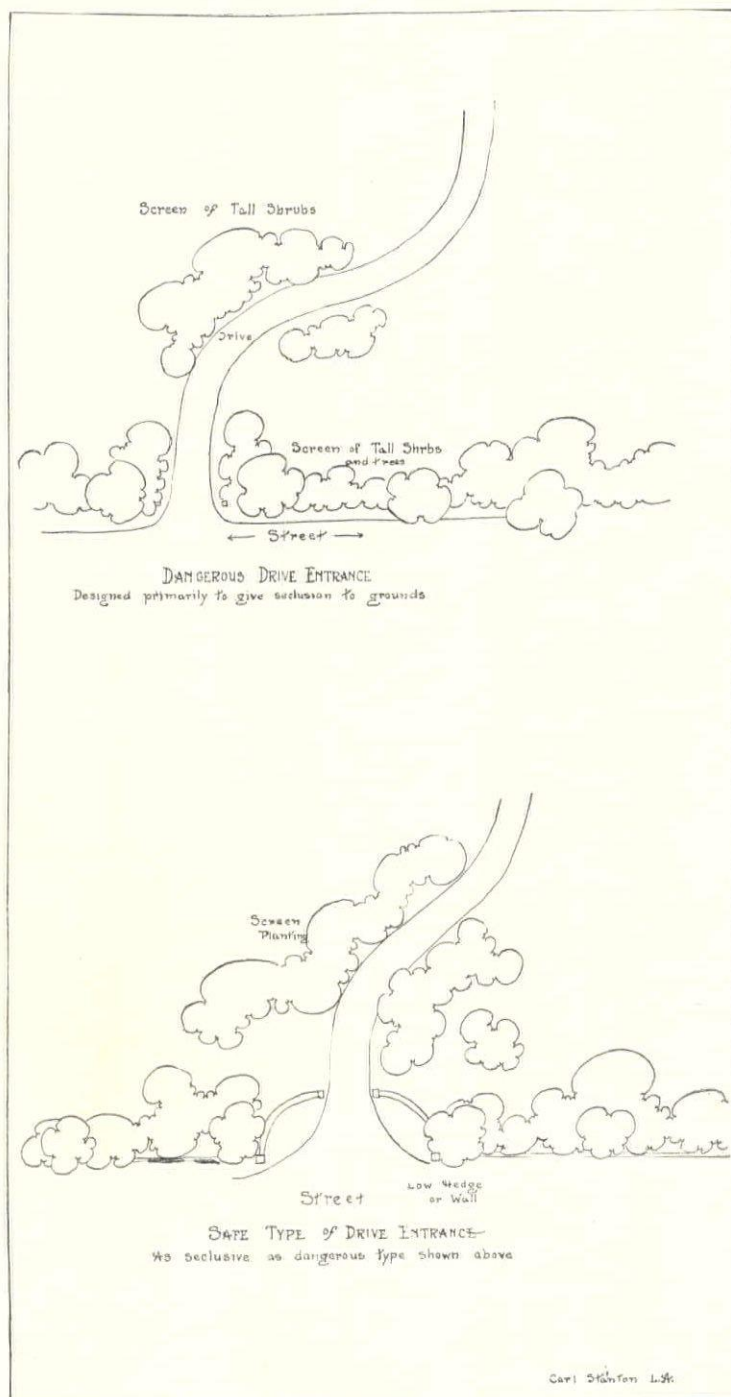 Screen of Tall Shrubs
Drive
Screen of Tall Shrbs
and trees
← Street →
DANGEROUS DRIVE ENTRANCE
Designed primarily to give seclusion to grounds
Screen
Planting
Street
Low Hedge
or Wall
SAFE TYPE of DRIVE ENTRANCE
As seclusive as dangerous type shown above
Carl Stanton L.A.